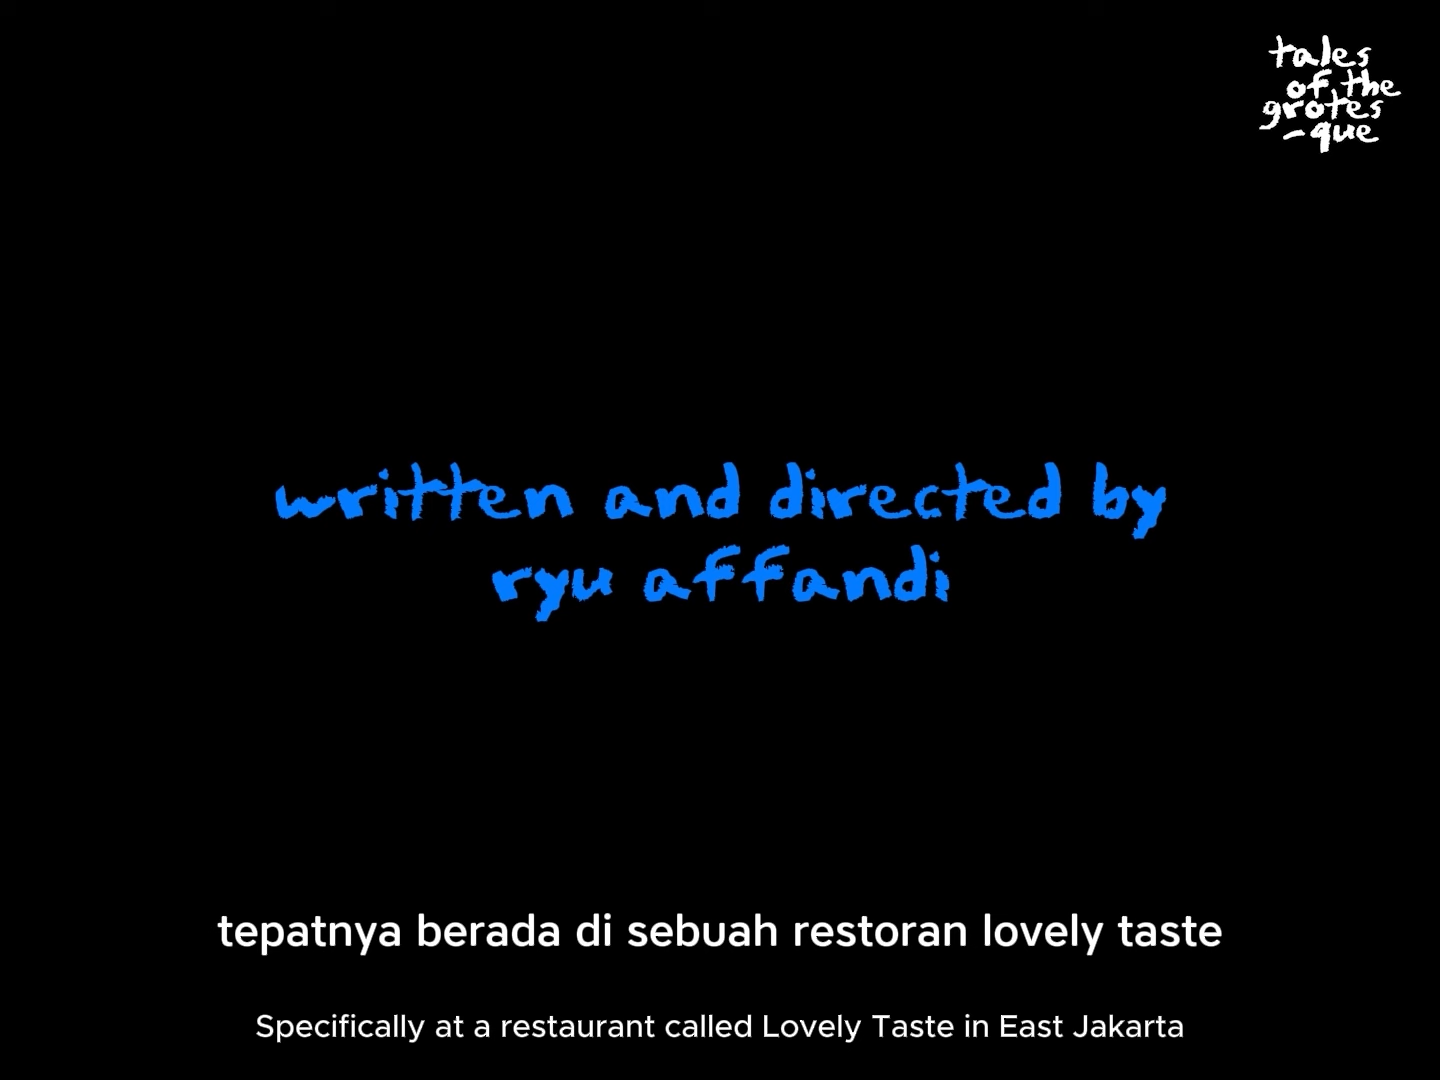 tales
of the
grotes
-que
written and directed by
ryu affandi
tepatnya berada di sebuah restoran lovely taste
Specifically at a restaurant called Lovely Taste in East Jakarta